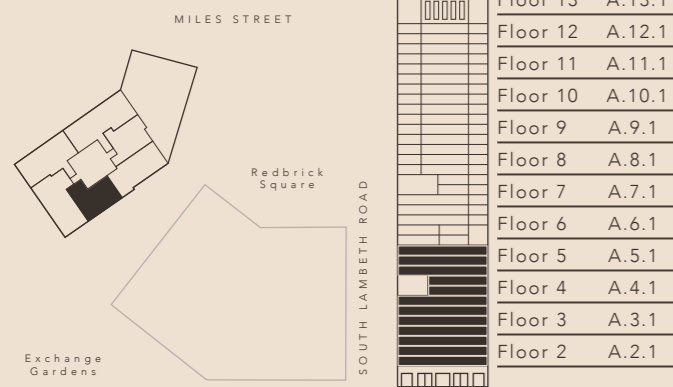 MILES STREET
Redbrick
Square
SOUTH LAMBETH ROAD
Exchange
Gardens
Floor 13 A.13.1
Floor 12 A.12.1
Floor 11 A.11.1
Floor 10 A.10.1
Floor 9 A.9.1
Floor 8 A.8.1
Floor 7 A.7.1
Floor 6 A.6.1
Floor 5 A.5.1
Floor 4 A.4.1
Floor 3 A.3.1
Floor 2 A.2.1